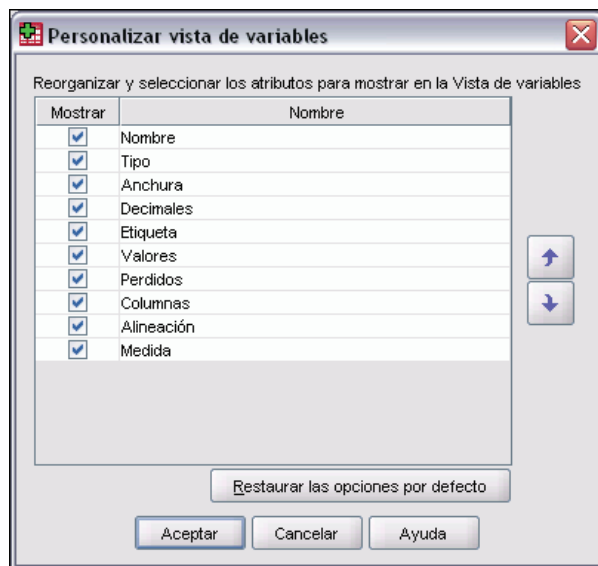 Personalizar vista de variables
Reorganizar y seleccionar los atributos para mostrar en la Vista de variables
Mostrar Nombre
Nombre
Tipo
Anchura
Decimales
Etiqueta
Valores
Perdidos
Columnas
Alineación
Medida
Restaurar las opciones por defecto
Aceptar Cancelar Ayuda